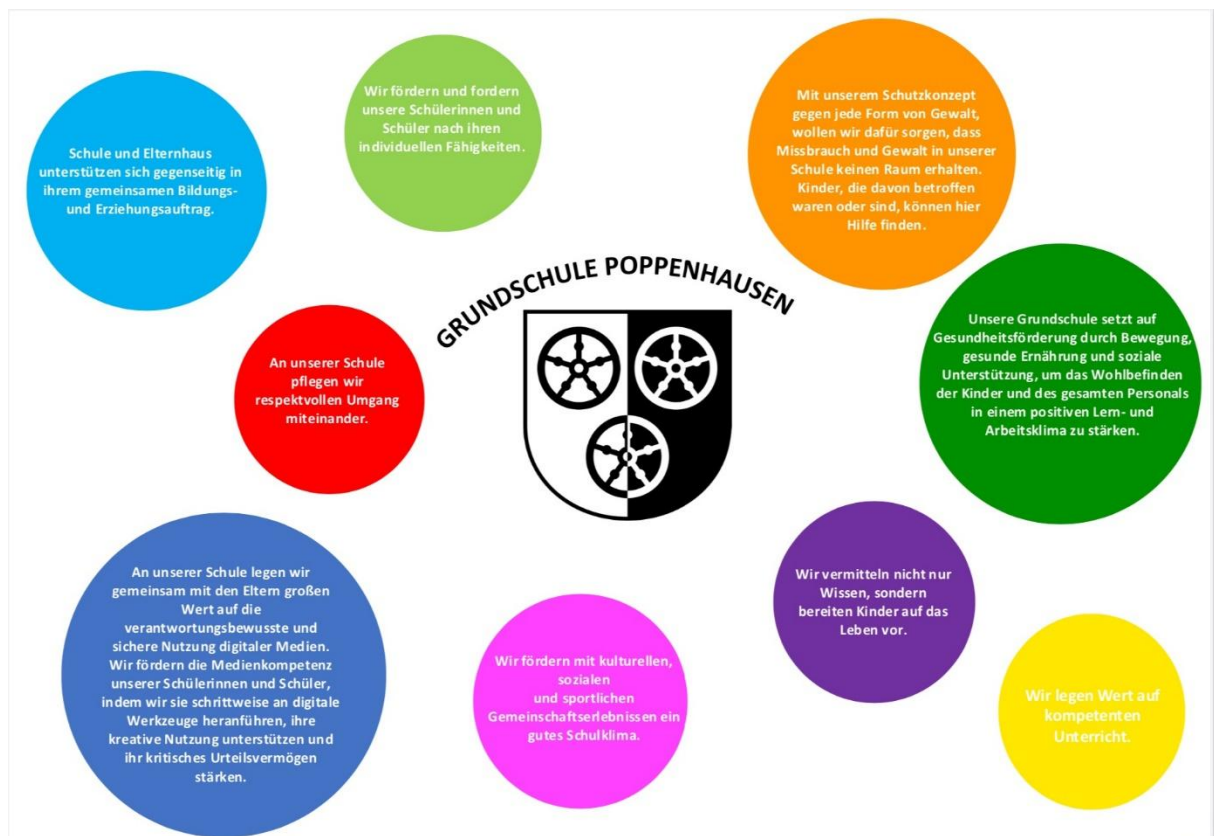 Wir fördern und fordern
unsere Schülerinnen und
Schüler nach ihren
individuellen Fähigkeiten.
Mit unserem Schutzkonzept
gegen jede Form von Gewalt,
wollen wir dafür sorgen, dass
Missbrauch und Gewalt in unserer
Schule keinen Raum erhalten.
Kinder, die davon betroffen
waren oder sind, können hier
Hilfe finden.
Schule und Elternhaus
unterstützen sich gegenseitig in
ihrem gemeinsamen Bildungs-
und Erziehungsauftrag.
GRUNDSCHULE POPPENHAUSEN
Unsere Grundschule setzt auf
Gesundheitsförderung durch Bewegung,
gesunde Ernährung und soziale
Unterstützung, um das Wohlbefinden
der Kinder und des gesamten Personals
in einem positiven Lern- und
Arbeitsklima zu stärken.
An unserer Schule
pflegen wir
respektvollen Umgang
miteinander.
An unserer Schule legen wir
gemeinsam mit den Eltern großen
Wert auf die
verantwortungsbewusste und
sichere Nutzung digitaler Medien.
Wir fördern die Medienkompetenz
unserer Schülerinnen und Schüler,
indem wir sie schrittweise an digitale
Werkzeuge heranführen, ihre
kreative Nutzung unterstützen und
ihr kritisches Urteilsvermögen
stärken.
Wir vermitteln nicht nur
Wissen, sondern
bereiten Kinder auf das
Leben vor.
Wir fördern mit kulturellen,
sozialen
und sportlichen
Gemeinschaftserlebnissen ein
gutes Schulklima.
Wir legen Wert auf
kompetenten
Unterricht.